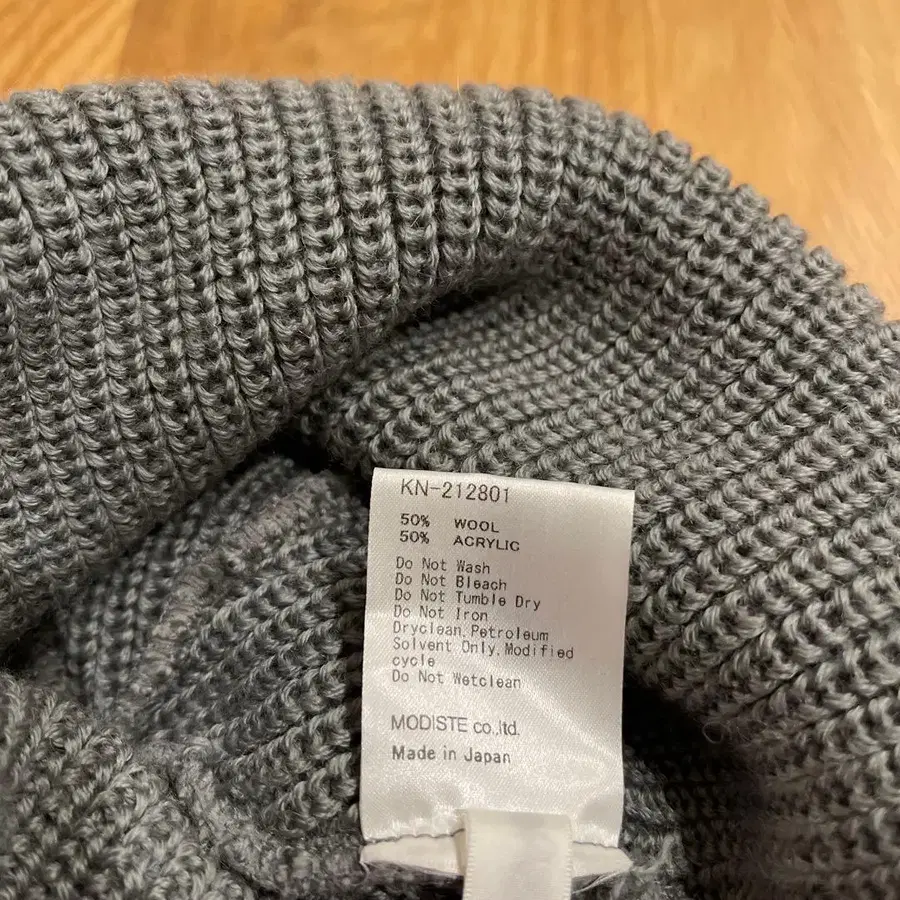 KN-212801
50% WOOL
50% ACRYLIC
Do Not Wash
Do Not Bleach
Do Not Tumble Dry
Do Not Iron
Dryclean, Petroleum
Solvent Only, Modified
cycle
Do Not Wetclean
MODISTE co.,ltd.
Made in Japan